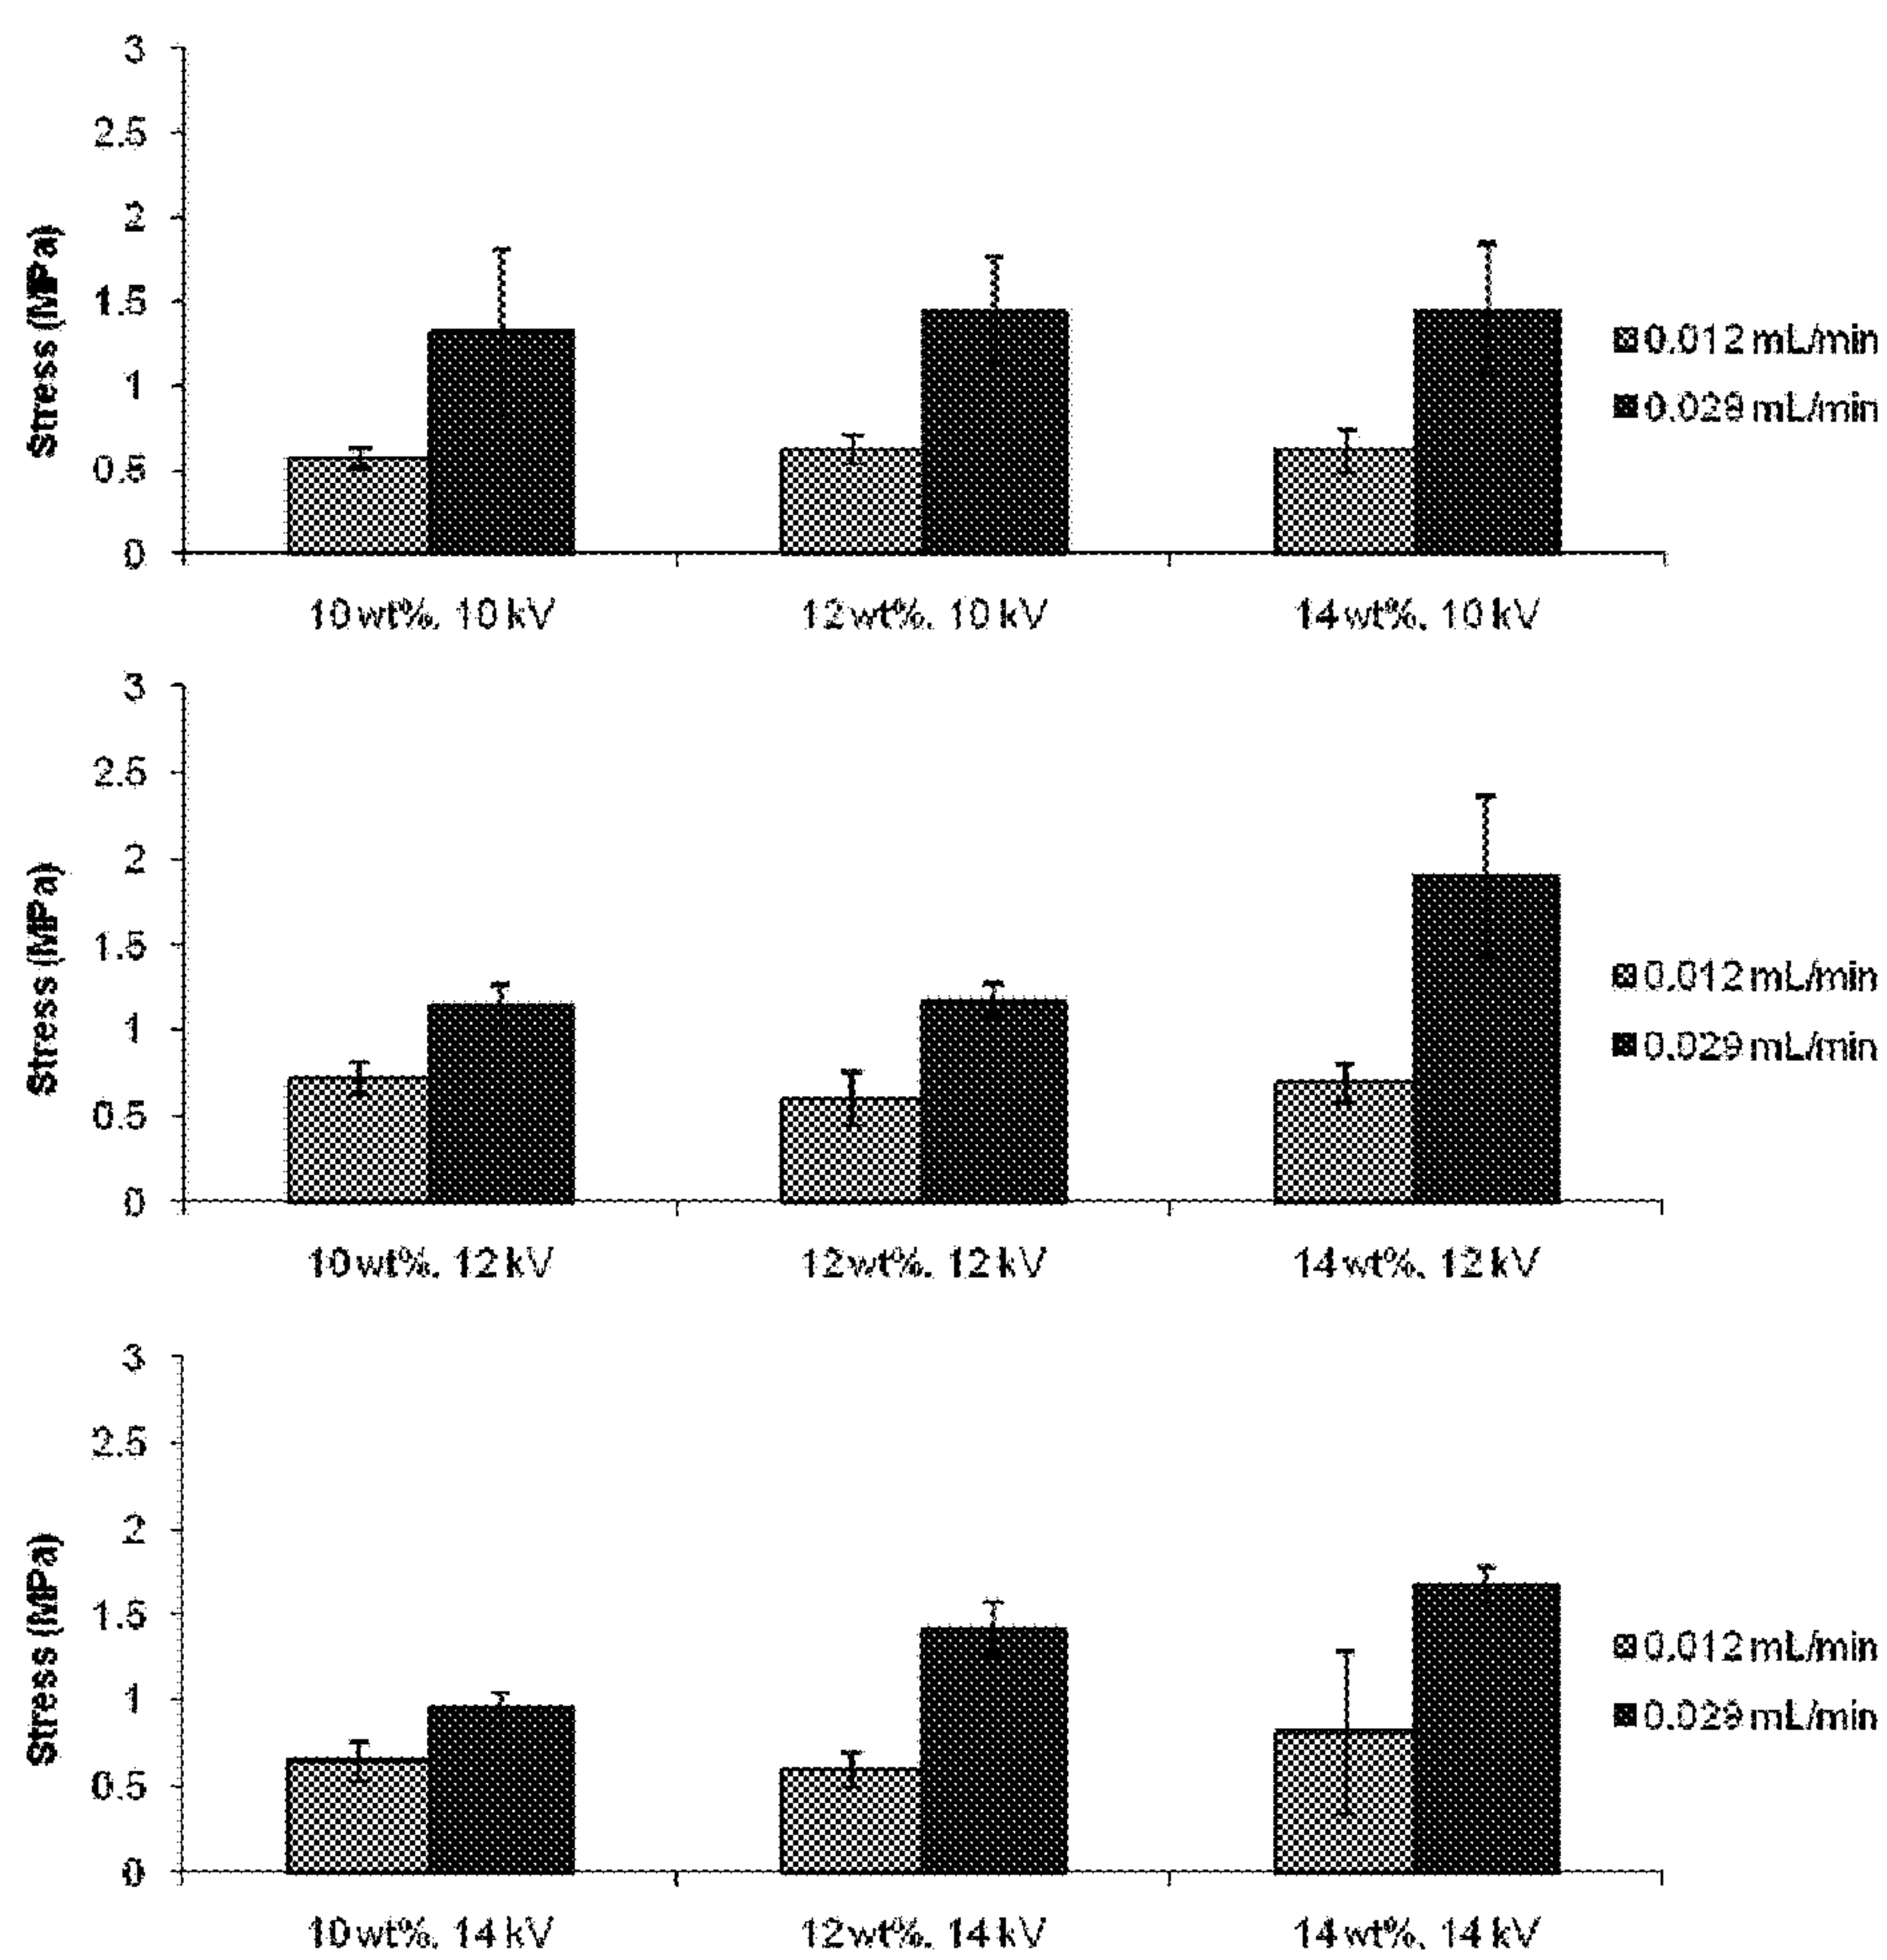 3
2.5
2
1.5
1
0.5
0
Stress (MPa)
10 wt%, 10 kV
12 wt%, 10 kV
14 wt%, 10 kV
0.012 mL/min
0.029 mL/min
3
2.5
2
1.5
1
0.5
0
Stress (MPa)
10 wt%, 12 kV
12 wt%, 12 kV
14 wt%, 12 kV
0.012 mL/min
0.029 mL/min
3
2.5
2
1.5
1
0.5
0
Stress (MPa)
10 wt%, 14 kV
12 wt%, 14 kV
14 wt%, 14 kV
0.012 mL/min
0.029 mL/min